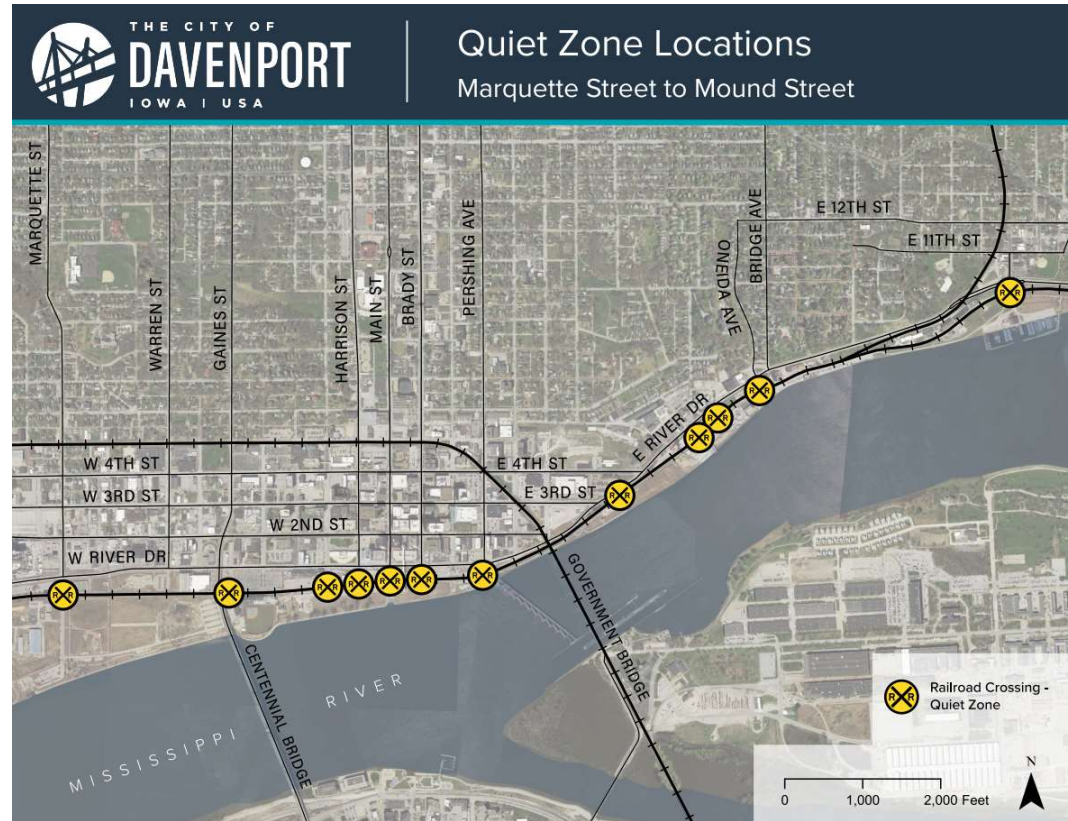 THE CITY OF
DAVENPORT
IOWA | USA
Quiet Zone Locations
Marquette Street to Mound Street
MARQUETTE ST
WARREN ST
GAINES ST
HARRISON ST
MAIN ST
BRADY ST
PERSHING AVE
ONEIDA AVE
BRIDGE AVE
E 12TH ST
E 11TH ST
E RIVER DR
W 4TH ST
E 4TH ST
W 3RD ST
E 3RD ST
W 2ND ST
W RIVER DR
R R
R R
R R
R R
R R
R R
R R
R R
R R
R R
R R
R R
GOVERNMENT BRIDGE
CENTENNIAL BRIDGE
MISSISSIPPI RIVER
R R
Railroad Crossing -
Quiet Zone
N
0 1,000 2,000 Feet